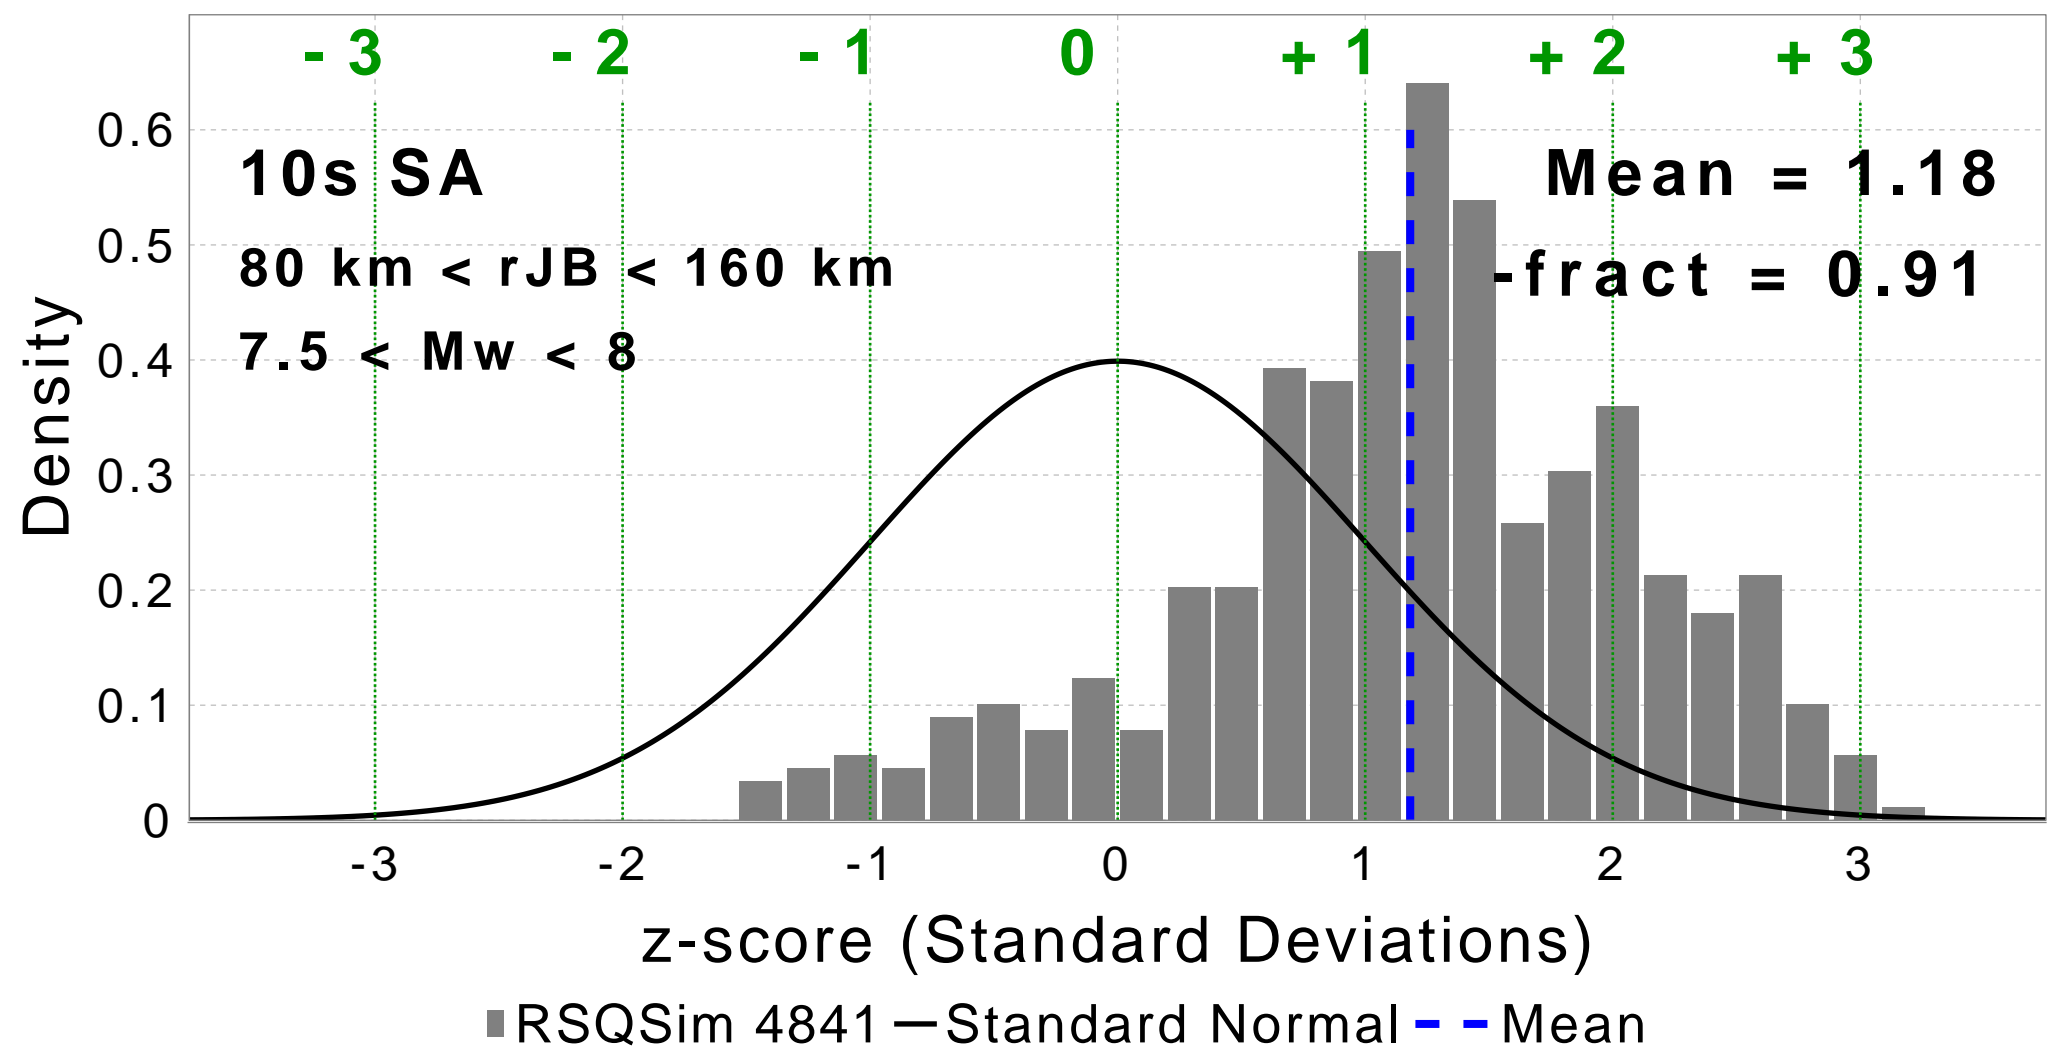 - 3 - 2 - 1 0 + 1 + 2 + 3
10s SA
80 km < rJB < 160 km
7.5 < Mw < 8
Mean = 1.18
-fract = 0.91
Density
0.6
0.5
0.4
0.3
0.2
0.1
0
-3 -2 -1 0 1 2 3
z-score (Standard Deviations)
RSQSim 4841 Standard Normal Mean